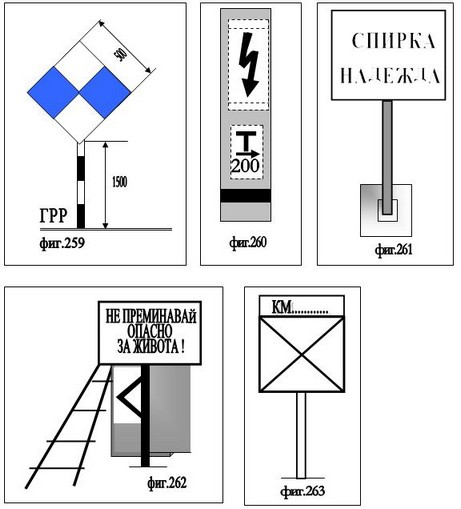 500
1500
ГРР
фиг.259
Т
200
фиг.260
СПИРКА
НАДЕЖДА
фиг.261
НЕ ПРЕМИНАВАЙ
ОПАСНО
ЗА ЖИВОТА !
фиг.262
КМ............
фиг.263